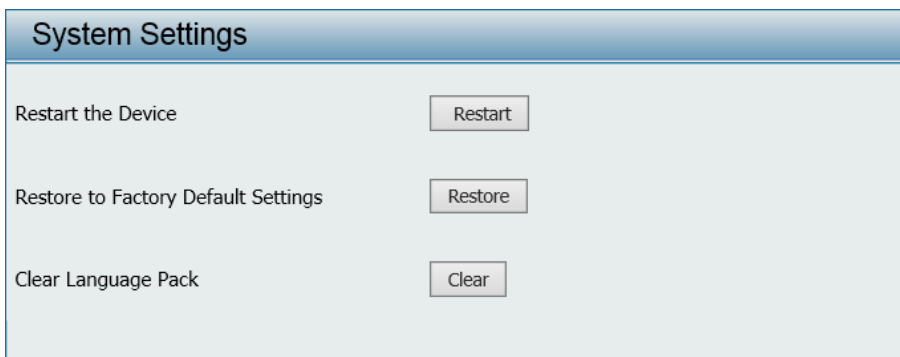 System Settings
Restart the Device Restart
Restore to Factory Default Settings Restore
Clear Language Pack Clear